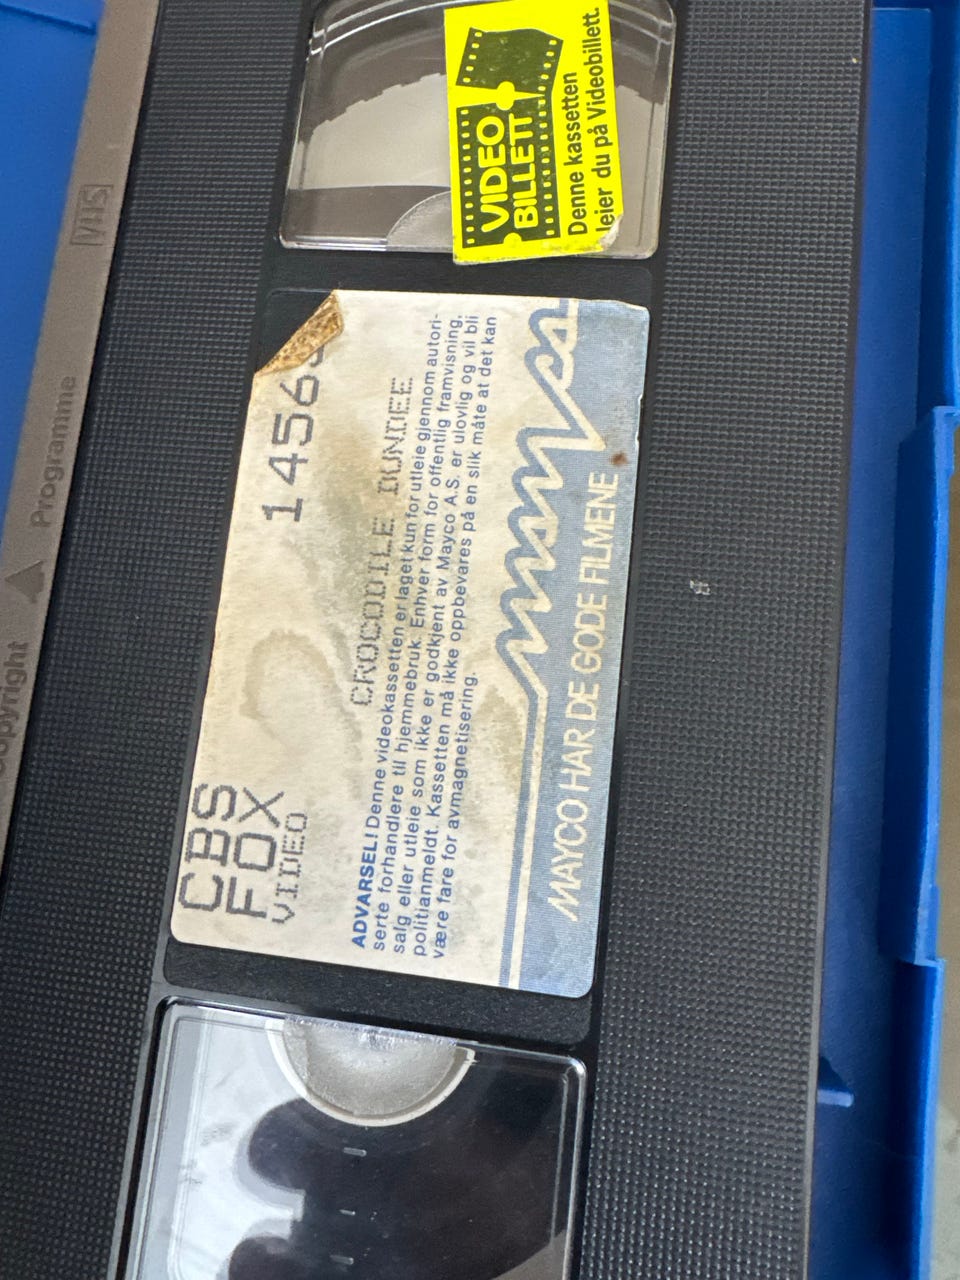 VIDEO
BILLETT
Denne kassetten
leier du på Videobillett.
VHS
Programme
Copyright
CBS
FOX
VIDEO
CROCODILE DUNDEE
ADVARSEL! Denne videokassetten er laget kun for utleie gjennom autori-
serte forhandlere til hjemmebruk. Enhver form for offentlig framvisning,
salg eller utleie som ikke er godkjent av Mayco A.S. er ulovlig og vil bli
politianmeldt. Kassetten må ikke oppbevares på en slik måte at det kan
være fare for avmagnetisering.
MAYCO HAR DE GODE FILMENE